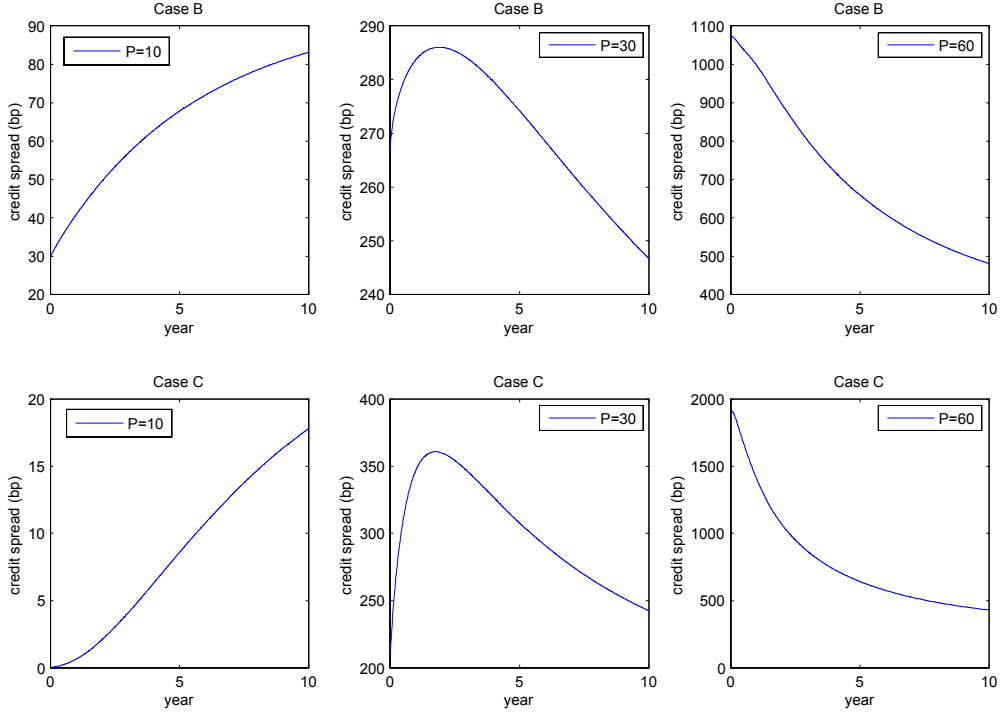 Case B
90
80
70
60
50
40
30
20
credit spread (bp)
P=10
0
5
10
year
Case B
290
280
270
260
250
240
credit spread (bp)
P=30
0
5
10
year
Case B
1100
1000
900
800
700
600
500
400
credit spread (bp)
P=60
0
5
10
year
Case C
20
15
10
5
0
credit spread (bp)
P=10
0
5
10
year
Case C
400
350
300
250
200
credit spread (bp)
P=30
0
5
10
year
Case C
2000
1500
1000
500
0
credit spread (bp)
P=60
0
5
10
year